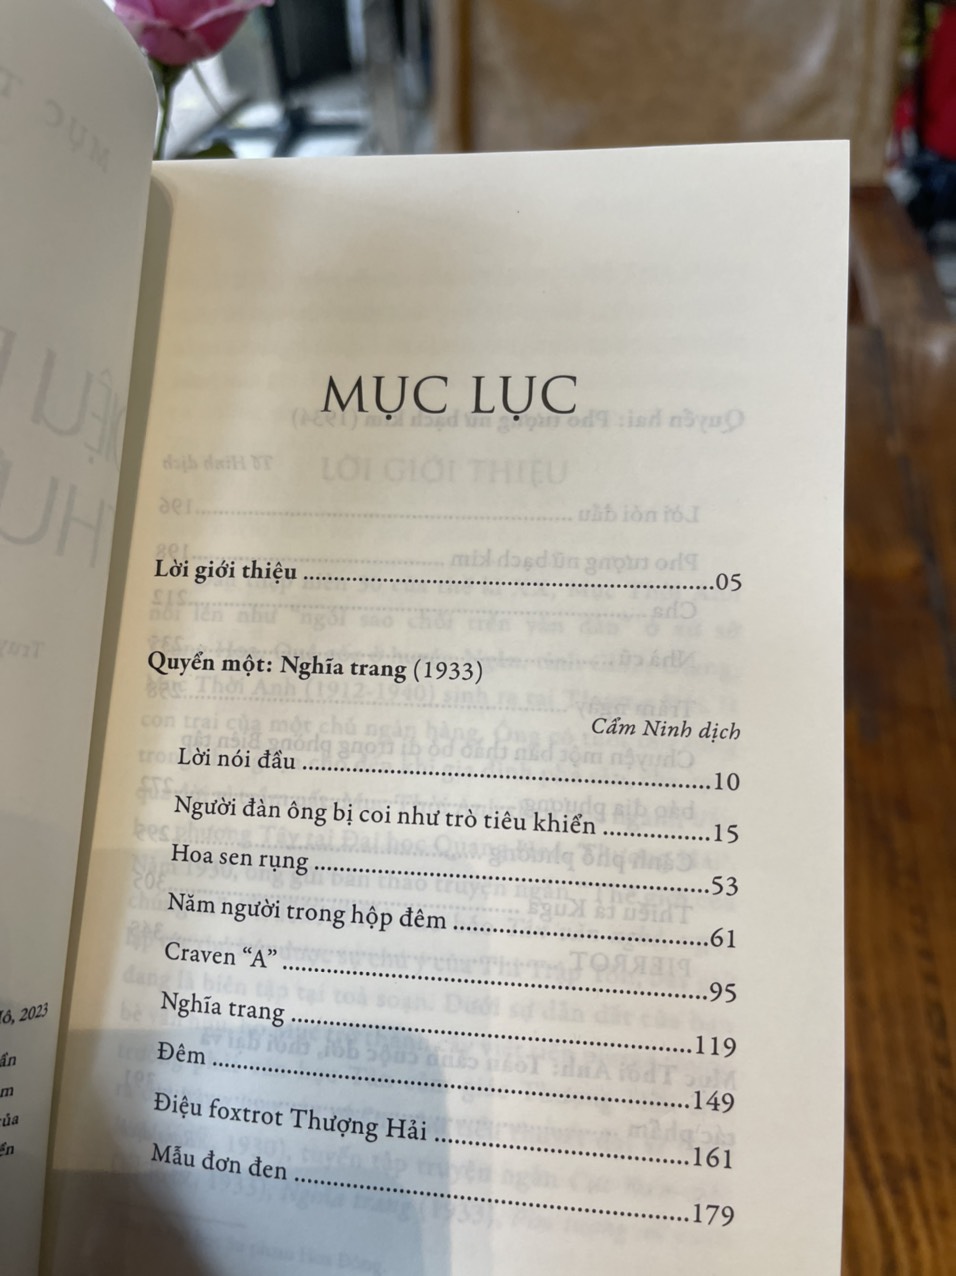 MỤC LỤC
Lời giới thiệu ........................................................05
Quyển một: Nghĩa trang (1933)
Cẩm Ninh dịch
Lời nói đầu ........................................................10
Người đàn ông bị coi như trò tiêu khiển ..............15
Hoa sen rụng ........................................................53
Năm người trong hộp đêm ...................................61
Craven “A” ...........................................................95
Nghĩa trang ........................................................119
Đêm ..................................................................149
Điệu foxtrot Thượng Hải ...................................161
Mẫu đơn đen .....................................................179
2023